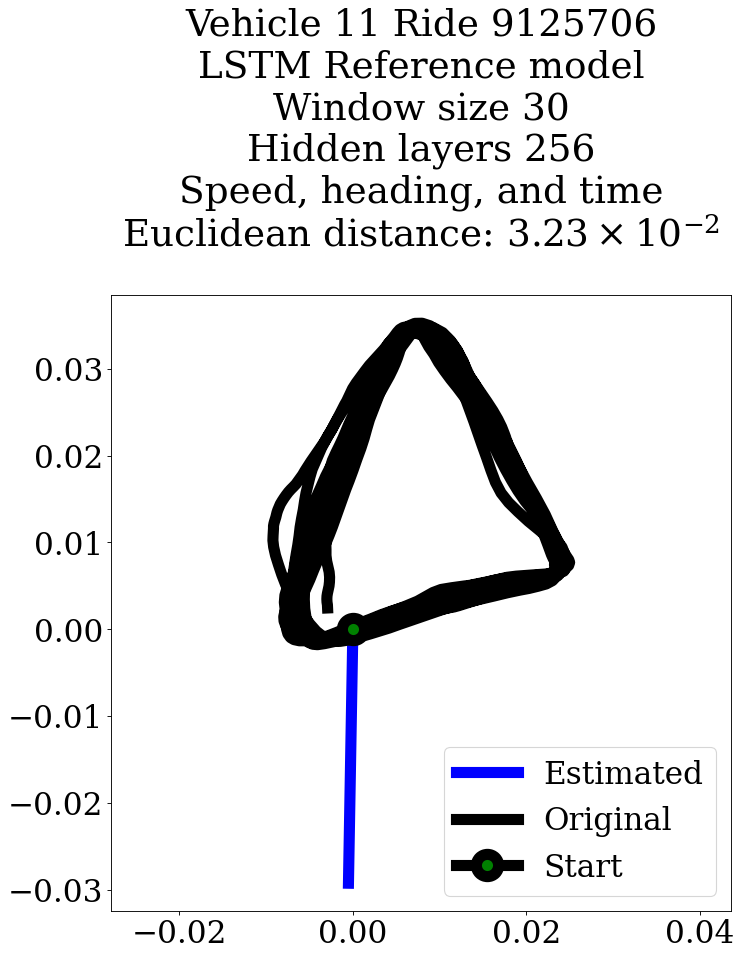 Vehicle 11 Ride 9125706
LSTM Reference model
Window size 30
Hidden layers 256
Speed, heading, and time
Euclidean distance: 3.23 × 10⁻²
0.03
0.02
0.01
0.00
−0.01
−0.02
−0.03
Estimated
Original
Start
−0.02 0.00 0.02 0.04